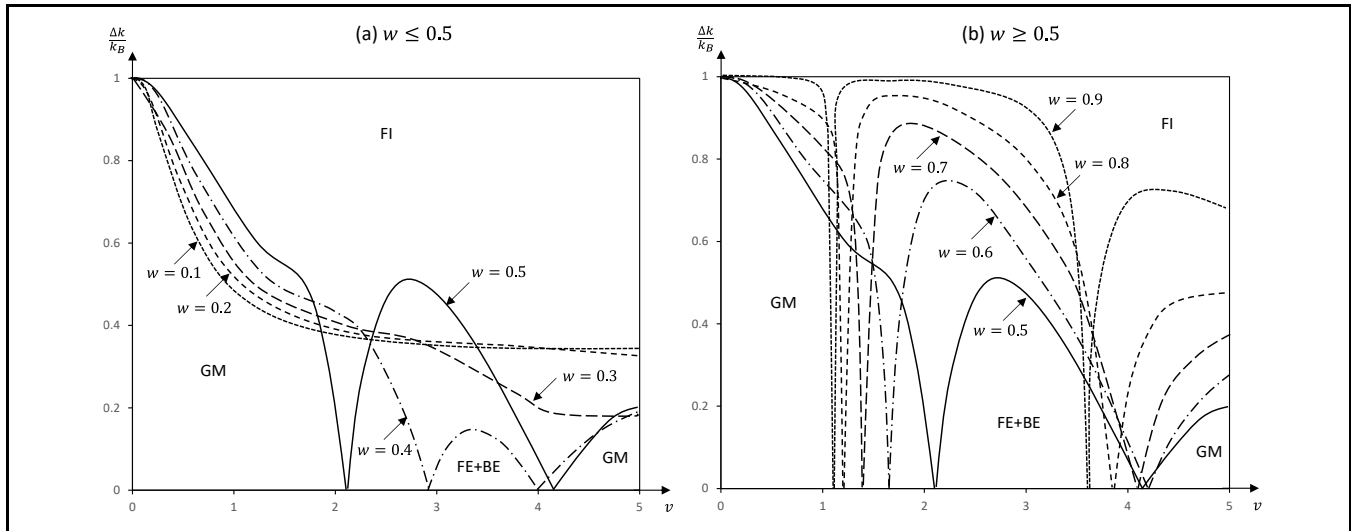 (a) w ≤ 0.5
Δk/k_B
1
0.8
0.6
0.4
0.2
0
0 1 2 3 4 5 v
FI
w = 0.1
w = 0.2
w = 0.5
w = 0.3
w = 0.4
GM
FE+BE
GM
(b) w ≥ 0.5
Δk/k_B
1
0.8
0.6
0.4
0.2
0
0 1 2 3 4 5 v
w = 0.9
FI
w = 0.8
w = 0.7
w = 0.6
w = 0.5
GM
FE+BE
GM